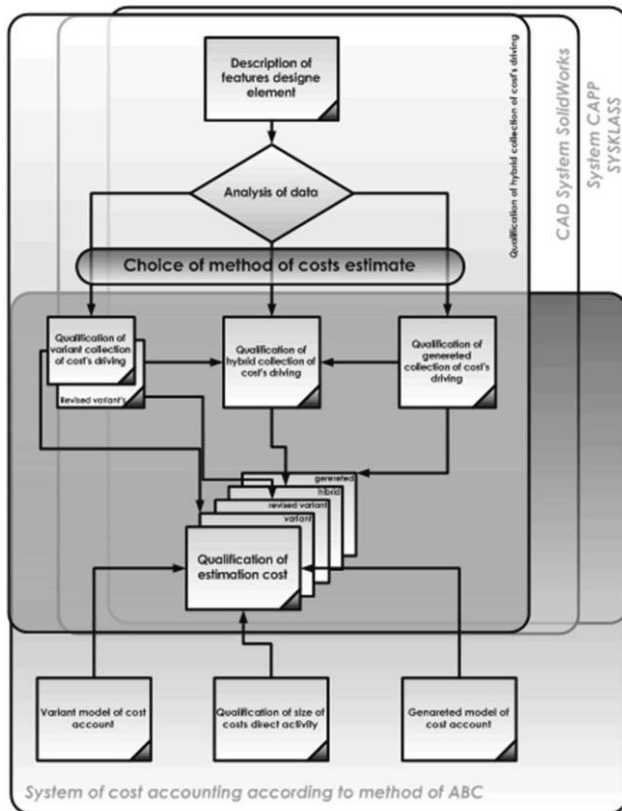 Description of
features designe
element
Analysis of data
Choice of method of costs estimate
Qualification of hybrid collection of cost's driving
CAD System SolidWorks
System CAPP
SYSKLASS
Qualification of
variant collection
of cost's driving
Revised variant's
Qualification of
hybrid collection of
cost's driving
Qualification of
genereted
collection of cost's
driving
genereted
hibrid
revised variant
variant
Qualification of
estimation cost
Variant model of cost
account
Qualification of size of
costs direct activity
Genareted model of
cost account
System of cost accounting according to method of ABC